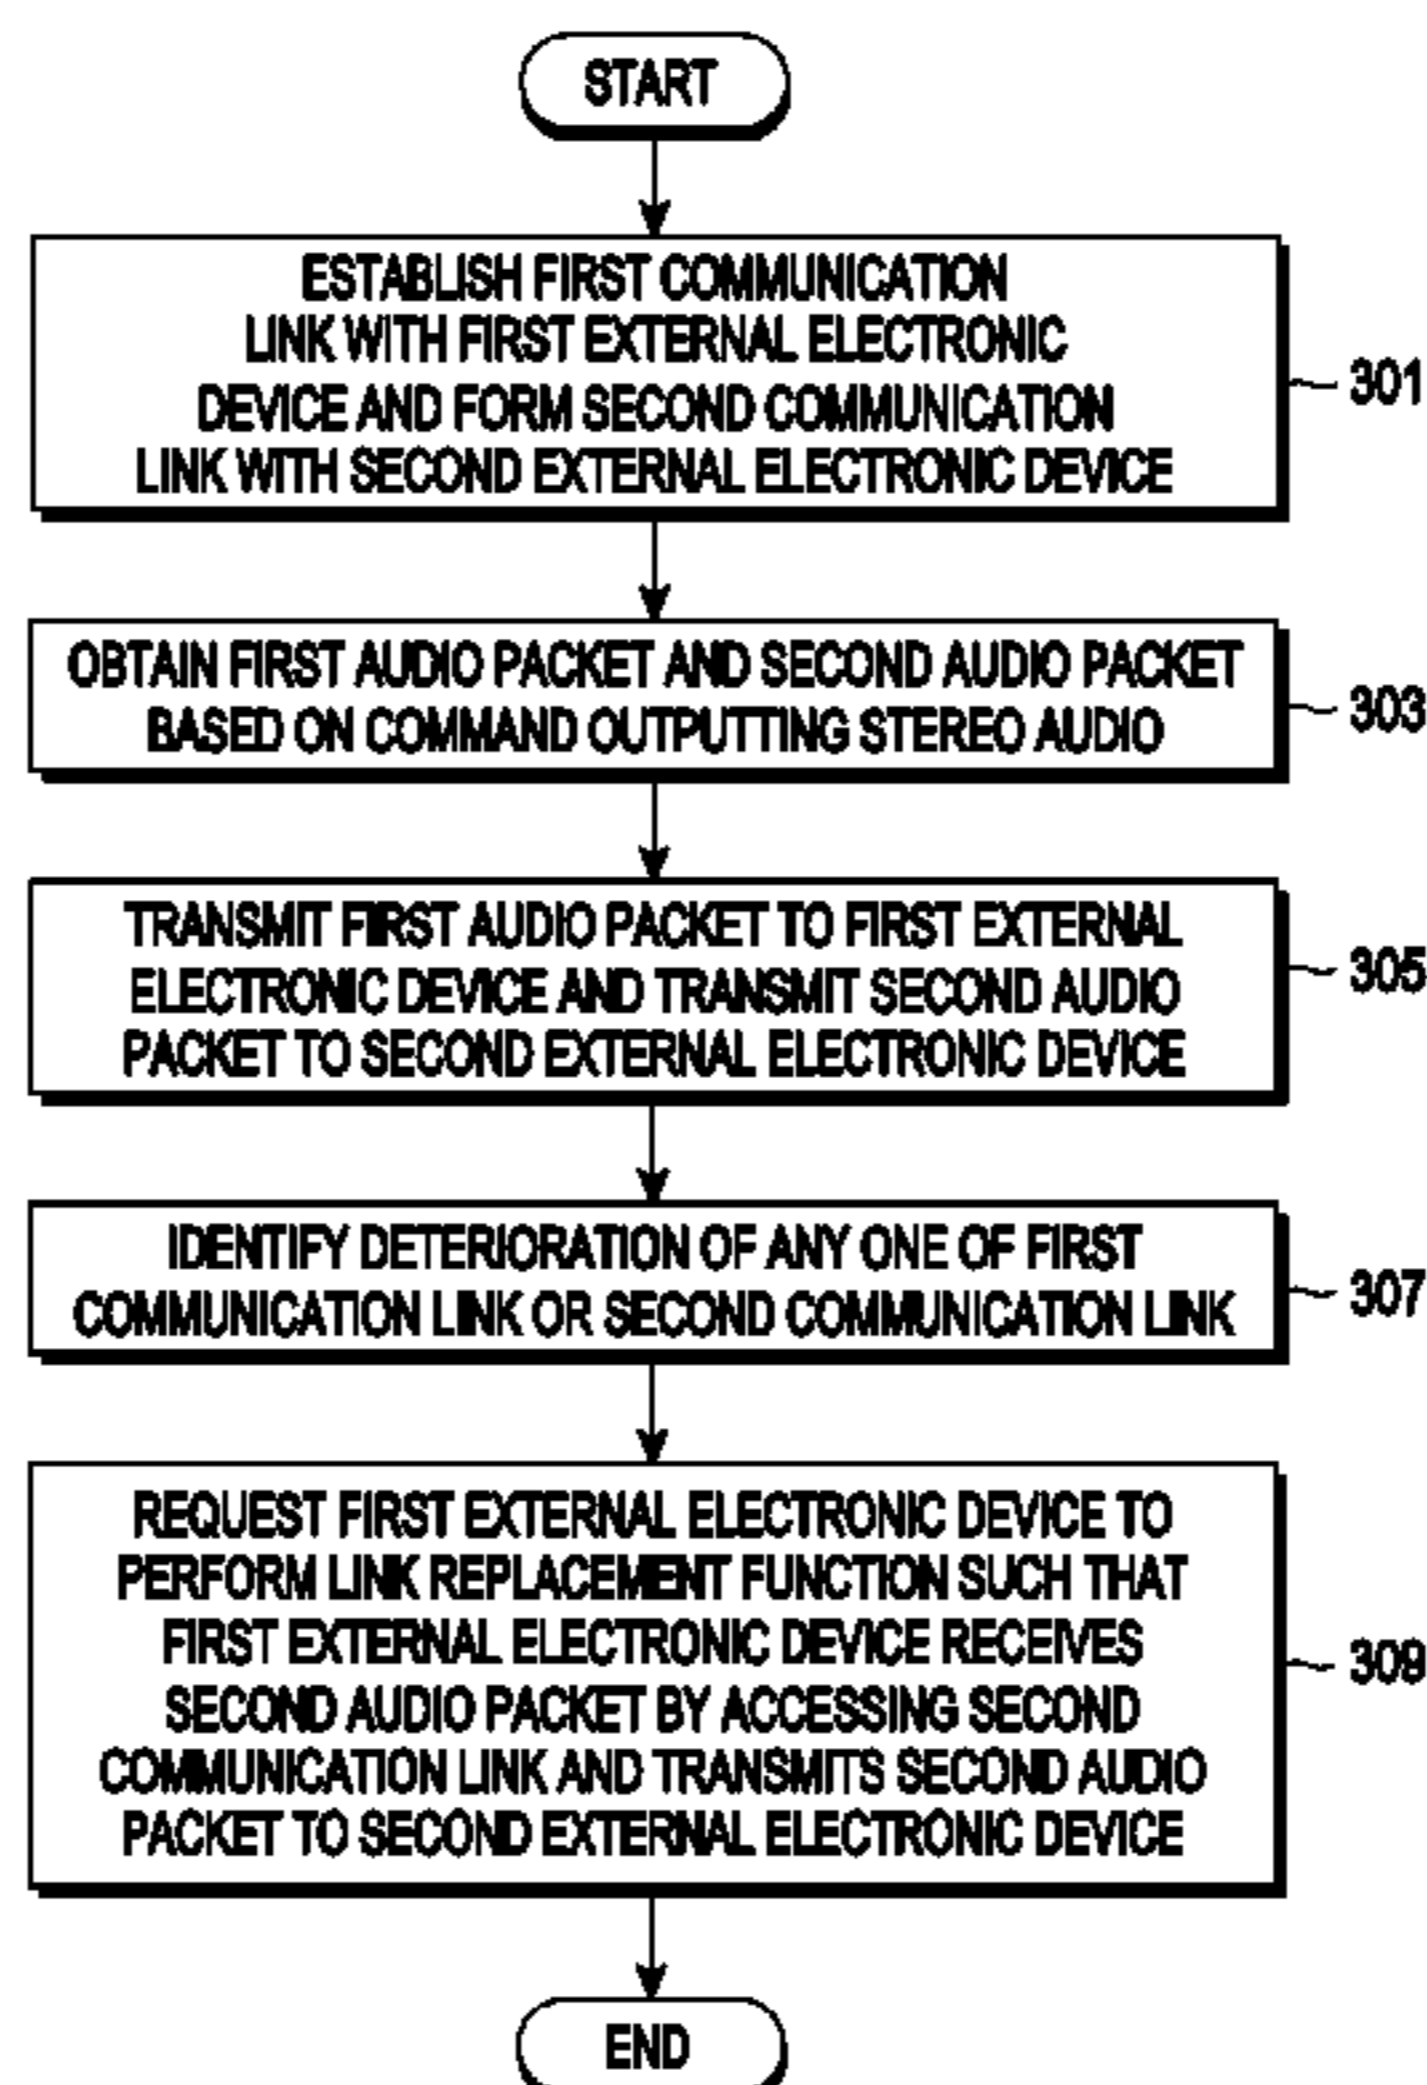 START
ESTABLISH FIRST COMMUNICATION
LINK WITH FIRST EXTERNAL ELECTRONIC
DEVICE AND FORM SECOND COMMUNICATION
LINK WITH SECOND EXTERNAL ELECTRONIC DEVICE
301
OBTAIN FIRST AUDIO PACKET AND SECOND AUDIO PACKET
BASED ON COMMAND OUTPUTTING STEREO AUDIO
303
TRANSMIT FIRST AUDIO PACKET TO FIRST EXTERNAL
ELECTRONIC DEVICE AND TRANSMIT SECOND AUDIO
PACKET TO SECOND EXTERNAL ELECTRONIC DEVICE
305
IDENTIFY DETERIORATION OF ANY ONE OF FIRST
COMMUNICATION LINK OR SECOND COMMUNICATION LINK
307
REQUEST FIRST EXTERNAL ELECTRONIC DEVICE TO
PERFORM LINK REPLACEMENT FUNCTION SUCH THAT
FIRST EXTERNAL ELECTRONIC DEVICE RECEIVES
SECOND AUDIO PACKET BY ACCESSING SECOND
COMMUNICATION LINK AND TRANSMITS SECOND AUDIO
PACKET TO SECOND EXTERNAL ELECTRONIC DEVICE
309
END